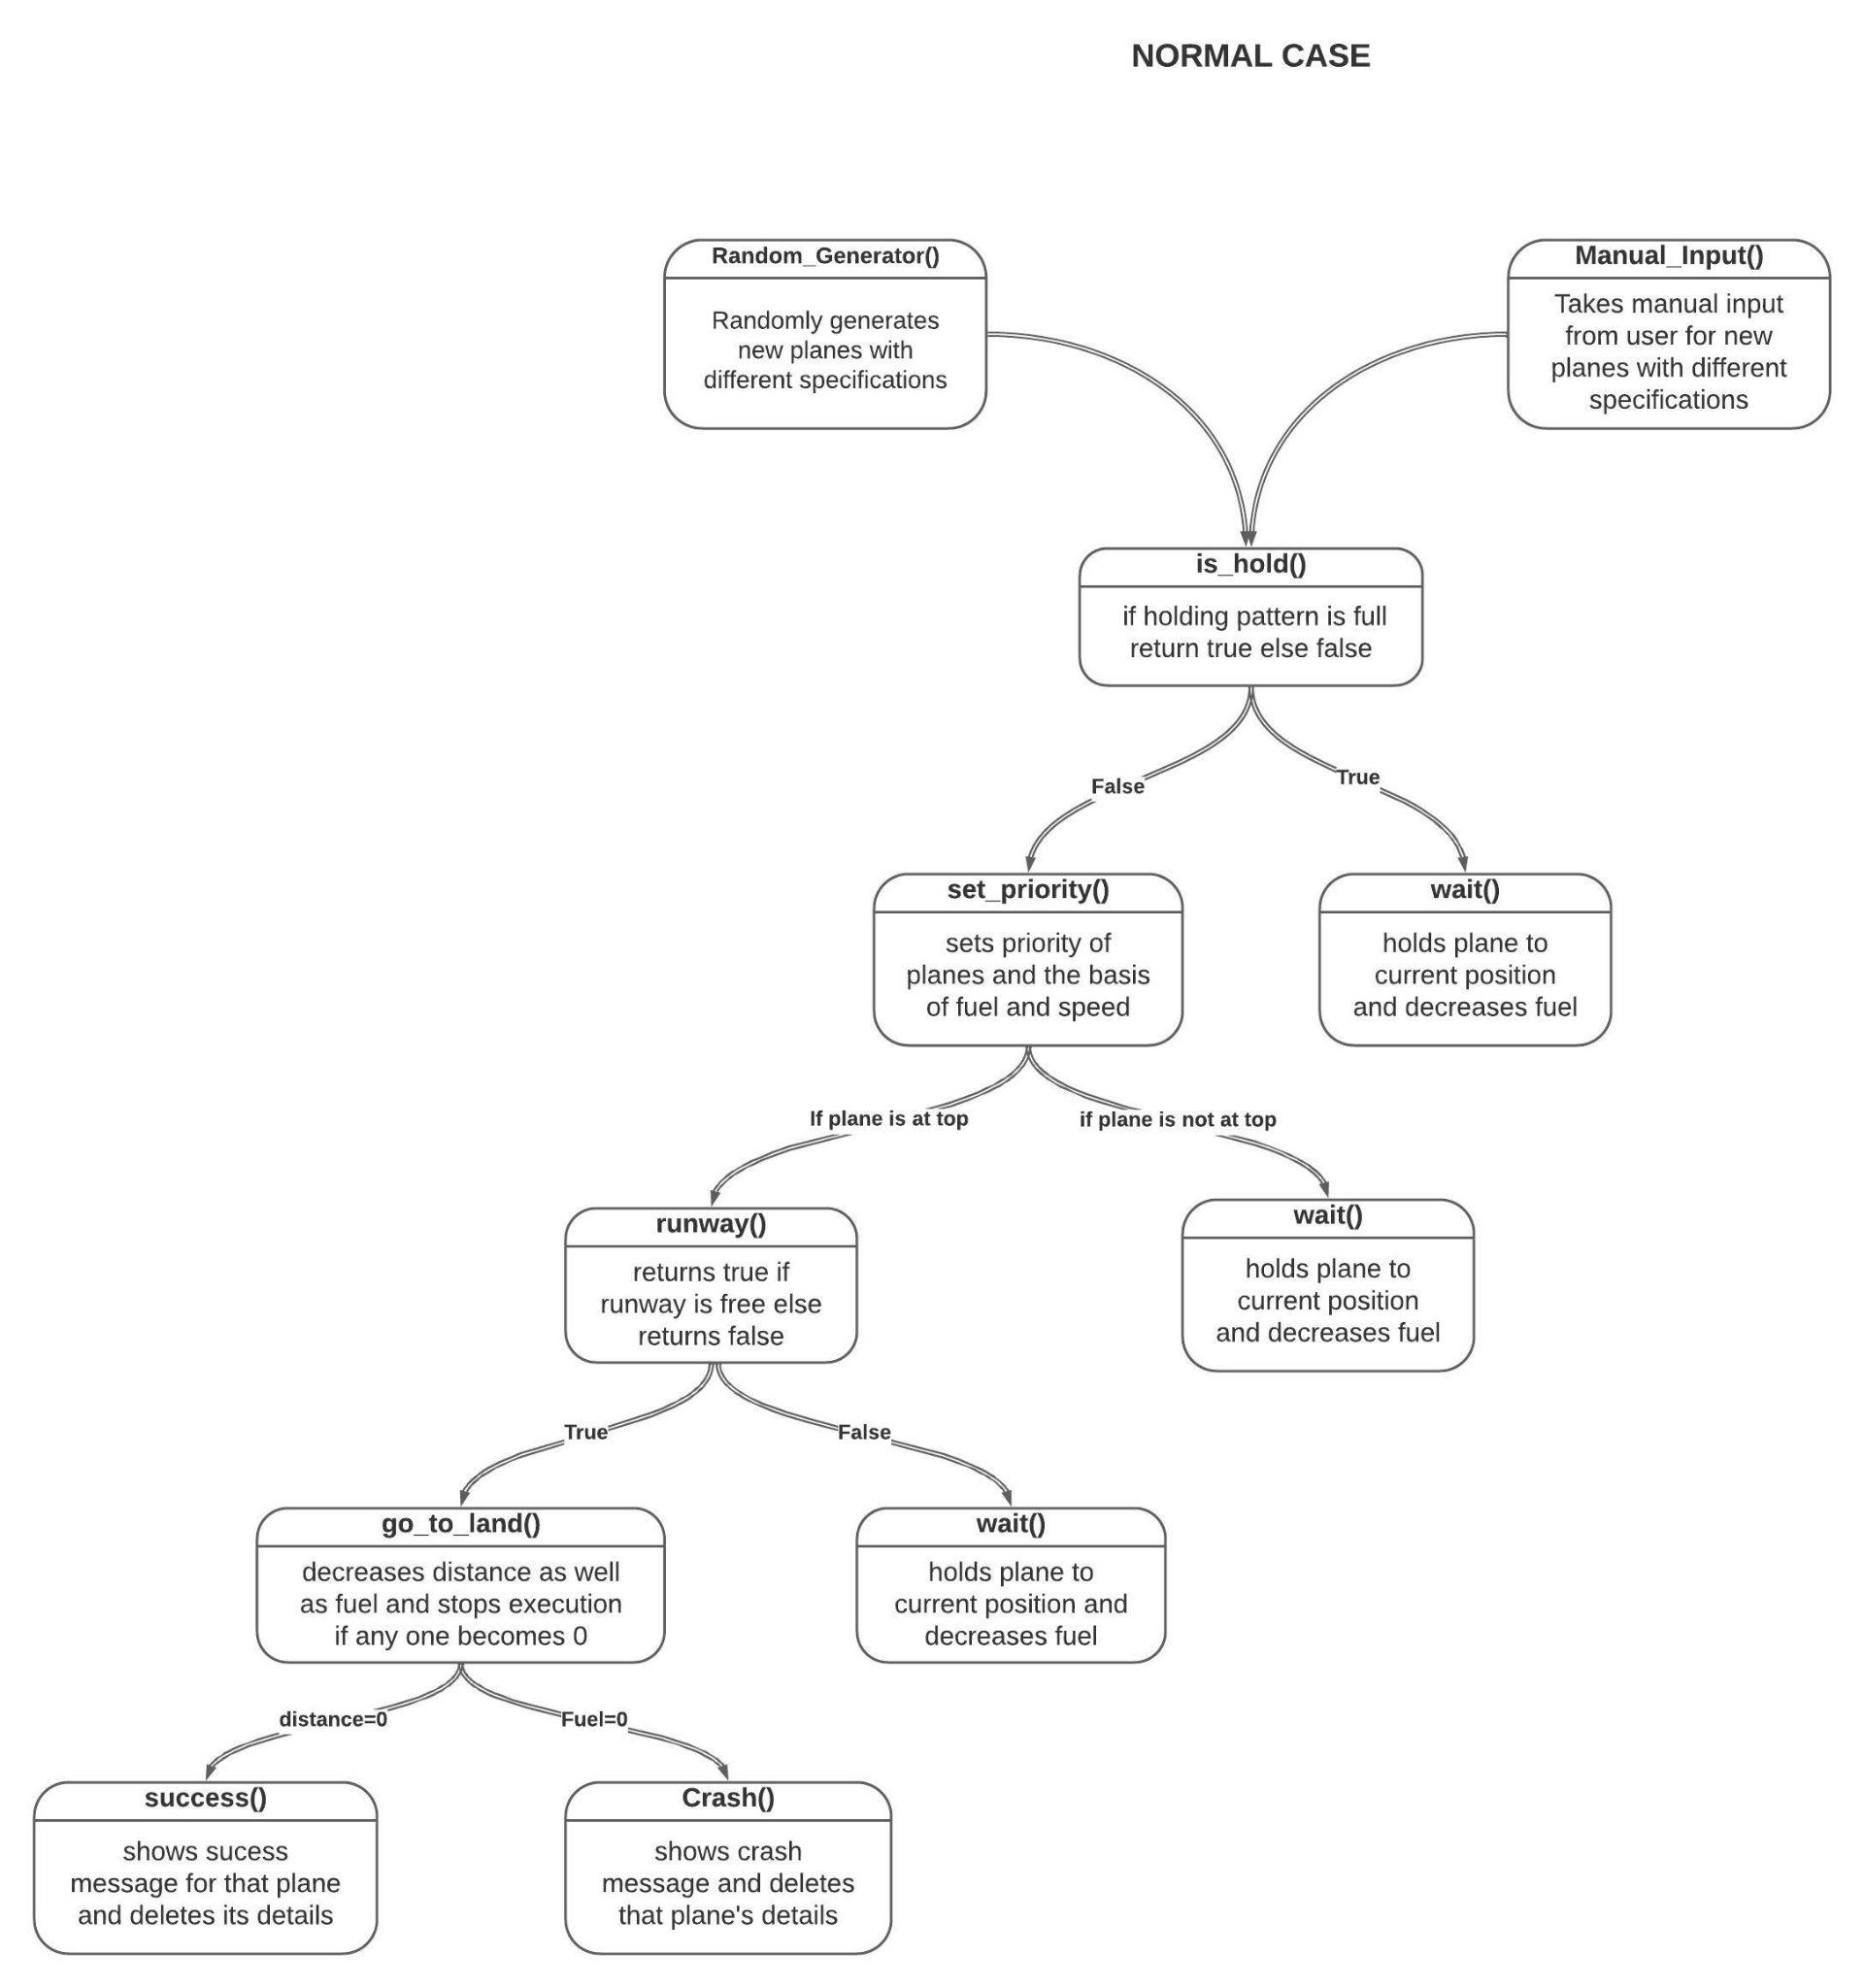 NORMAL CASE
Random_Generator()
Randomly generates
new planes with
different specifications
Manual_Input()
Takes manual input
from user for new
planes with different
specifications
is_hold()
if holding pattern is full
return true else false
False
True
set_priority()
sets priority of
planes and the basis
of fuel and speed
wait()
holds plane to
current position
and decreases fuel
If plane is at top
if plane is not at top
runway()
returns true if
runway is free else
returns false
wait()
holds plane to
current position
and decreases fuel
True
False
go_to_land()
decreases distance as well
as fuel and stops execution
if any one becomes 0
wait()
holds plane to
current position and
decreases fuel
distance=0
Fuel=0
success()
shows sucess
message for that plane
and deletes its details
Crash()
shows crash
message and deletes
that plane's details